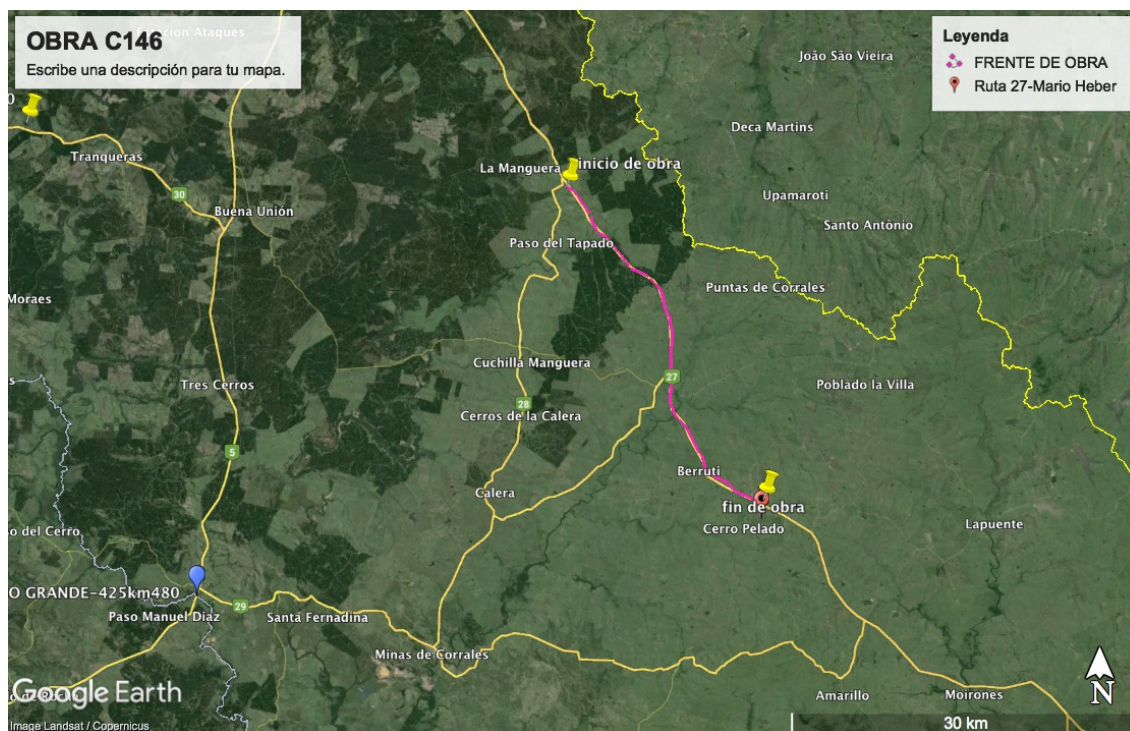 OBRA C146
Escribe una descripción para tu mapa.
Ataques
Leyenda
FRENTE DE OBRA
Ruta 27-Mario Heber
João São Vieira
Deca Martins
Tranqueras
La Manguera
inicio de obra
30
Upamaroti
Buena Unión
Santo Antônio
Paso del Tapado
Moraes
Puntas de Corrales
Cuchilla Manguera
27
Tres Cerros
Poblado la Villa
28
Cerros de la Calera
5
Berruti
Calera
fin de obra
Lapuente
so del Cerro
Cerro Pelado
O GRANDE-425km480
29
Paso Manuel Diaz
Santa Fernadina
Minas de Corrales
Google Earth
Amarillo
Moirones
N
Image Landsat / Copernicus
30 km